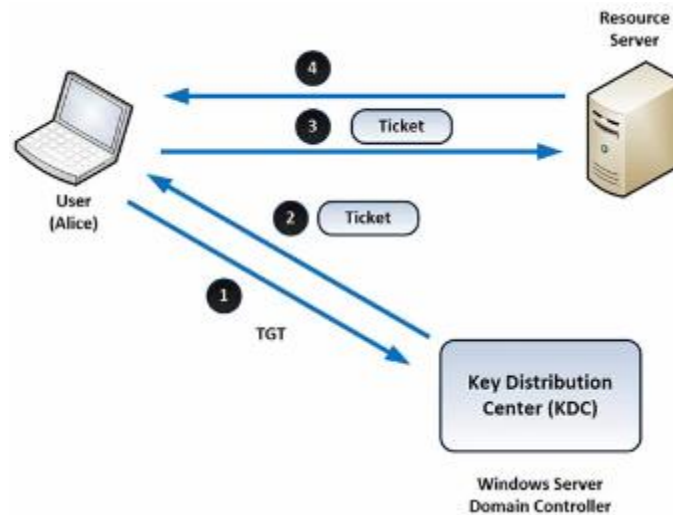 Resource
Server
4
3
Ticket
User
(Alice)
2
Ticket
1
TGT
Key Distribution
Center (KDC)
Windows Server
Domain Controller